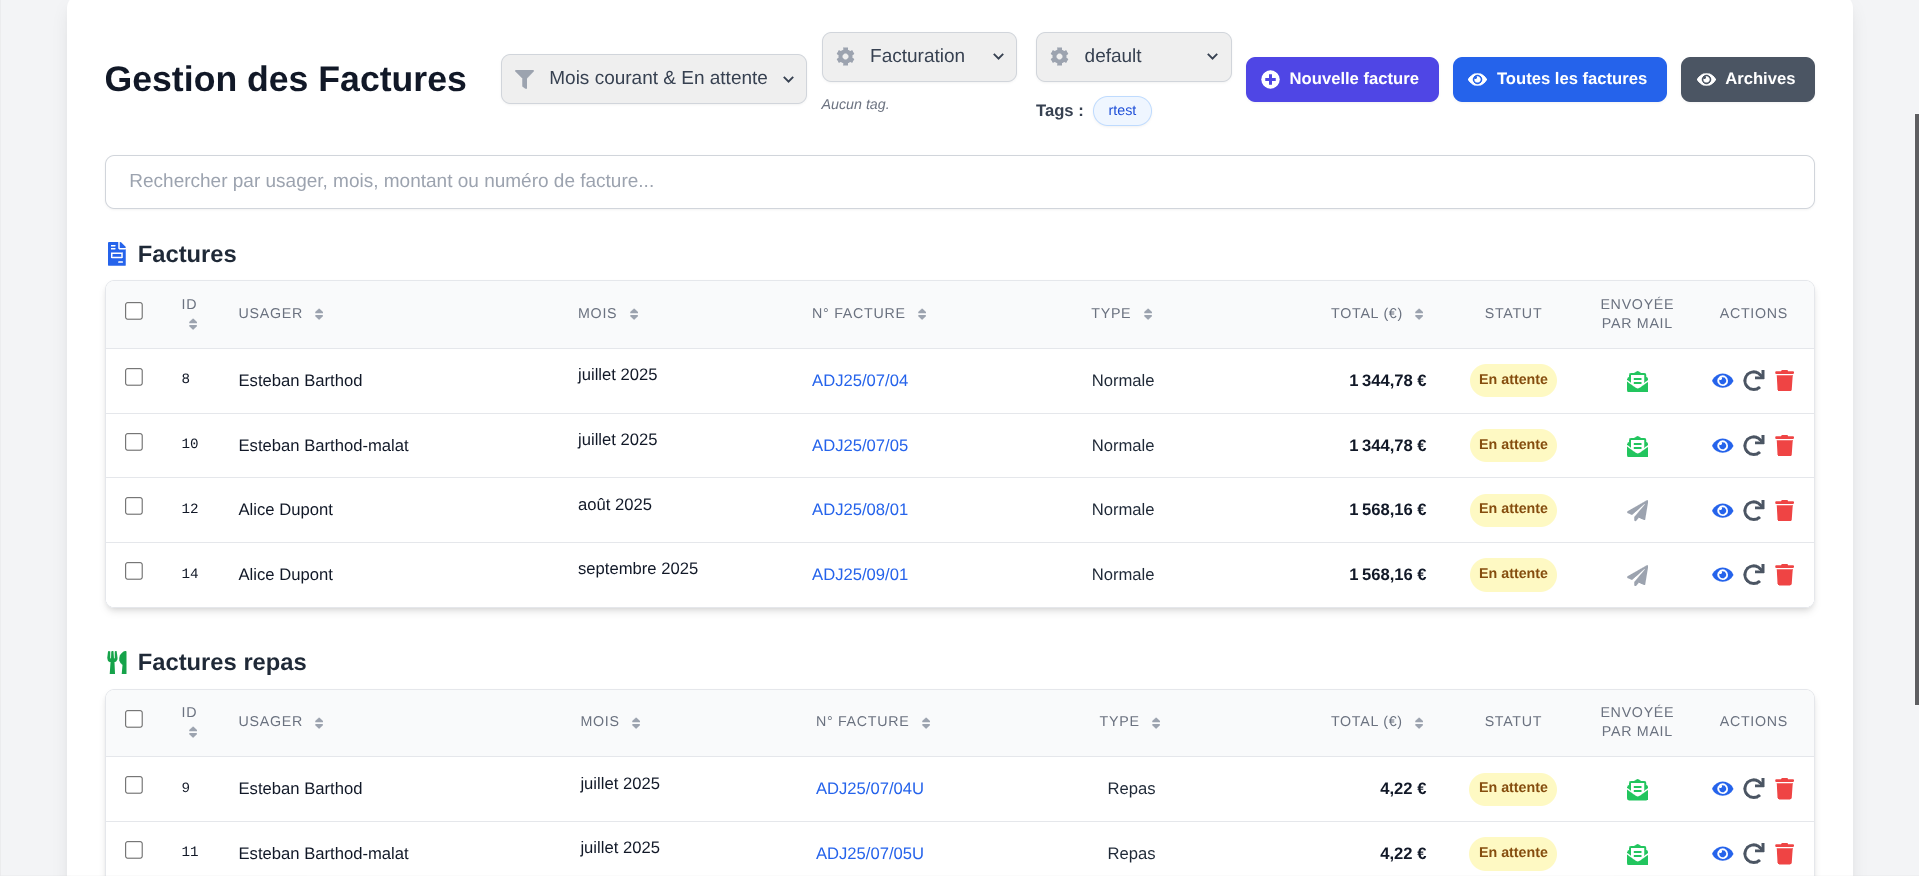 Gestion des Factures
Mois courant & En attente
Facturation
default
Nouvelle facture
Toutes les factures
Archives
Aucun tag.
Tags : rtest
Rechercher par usager, mois, montant ou numéro de facture...
Factures
ID USAGER MOIS N° FACTURE TYPE TOTAL (€) STATUT ENVOYÉE PAR MAIL ACTIONS
8 Esteban Barthod juillet 2025 ADJ25/07/04 Normale 1 344,78 € En attente
10 Esteban Barthod-malat juillet 2025 ADJ25/07/05 Normale 1 344,78 € En attente
12 Alice Dupont août 2025 ADJ25/08/01 Normale 1 568,16 € En attente
14 Alice Dupont septembre 2025 ADJ25/09/01 Normale 1 568,16 € En attente
Factures repas
ID USAGER MOIS N° FACTURE TYPE TOTAL (€) STATUT ENVOYÉE PAR MAIL ACTIONS
9 Esteban Barthod juillet 2025 ADJ25/07/04U Repas 4,22 € En attente
11 Esteban Barthod-malat juillet 2025 ADJ25/07/05U Repas 4,22 € En attente